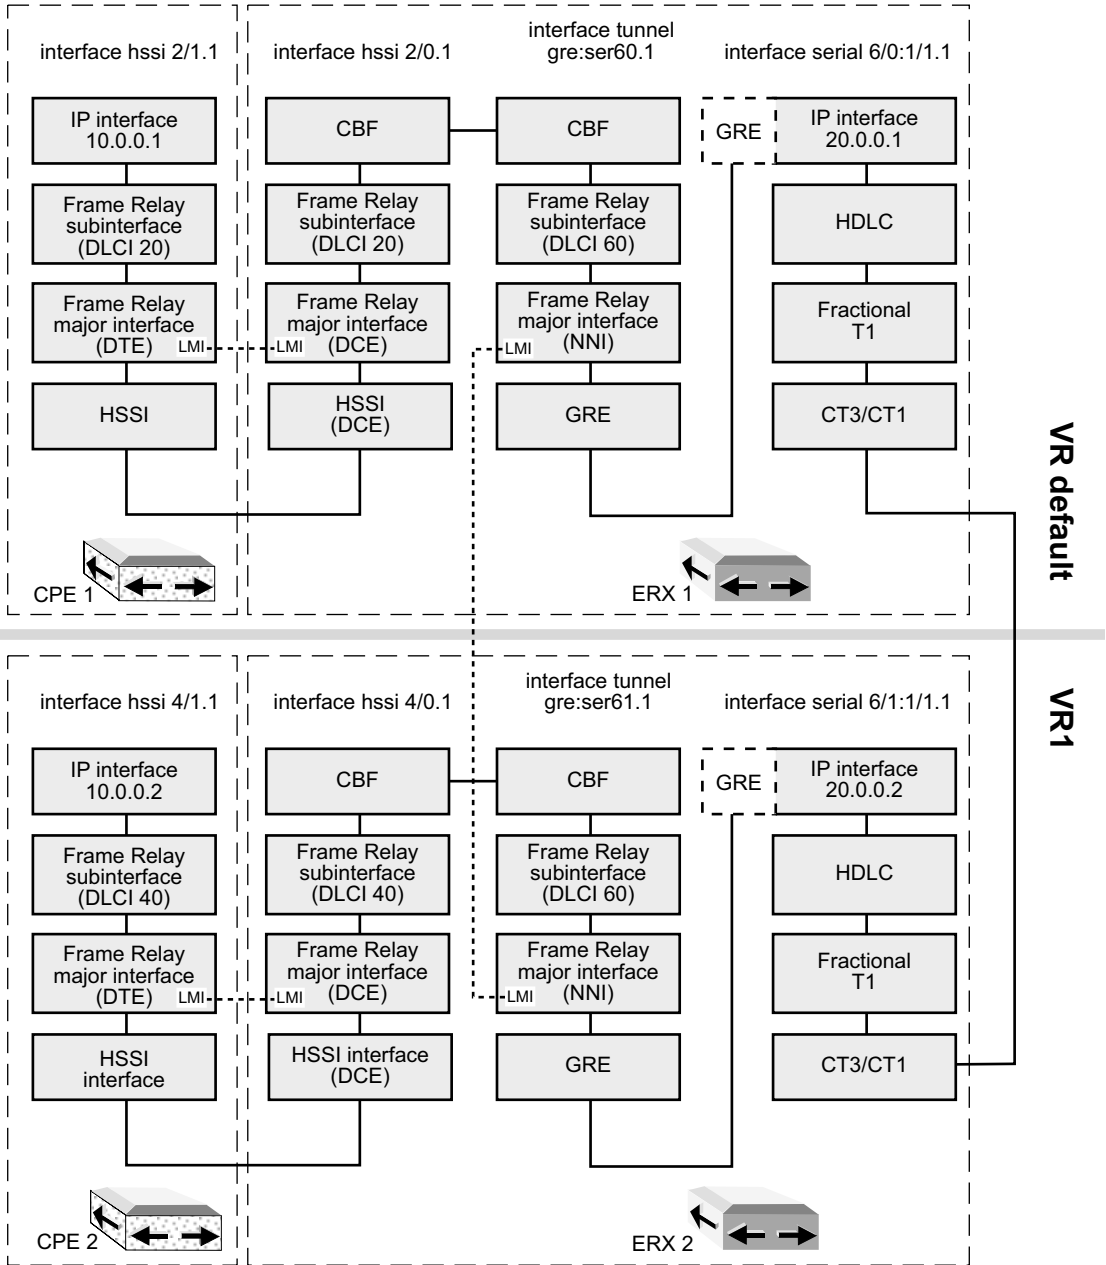 interface hssi 2/1.1
IP interface
10.0.0.1
Frame Relay
subinterface
(DLCI 20)
Frame Relay
major interface
(DTE)
LMI
HSSI
CPE 1
interface hssi 2/0.1
CBF
Frame Relay
subinterface
(DLCI 20)
Frame Relay
major interface
(DCE)
LMI
HSSI
(DCE)
interface tunnel
gre:ser60.1
CBF
Frame Relay
subinterface
(DLCI 60)
Frame Relay
major interface
(NNI)
LMI
GRE
GRE
interface serial 6/0:1/1.1
IP interface
20.0.0.1
HDLC
Fractional
T1
CT3/CT1
ERX 1
VR default
interface hssi 4/1.1
IP interface
10.0.0.2
Frame Relay
subinterface
(DLCI 40)
Frame Relay
major interface
(DTE)
LMI
HSSI
interface
CPE 2
interface hssi 4/0.1
CBF
Frame Relay
subinterface
(DLCI 40)
Frame Relay
major interface
(DCE)
LMI
HSSI interface
(DCE)
interface tunnel
gre:ser61.1
CBF
Frame Relay
subinterface
(DLCI 60)
Frame Relay
major interface
(NNI)
LMI
GRE
GRE
interface serial 6/1:1/1.1
IP interface
20.0.0.2
HDLC
Fractional
T1
CT3/CT1
ERX 2
VR1